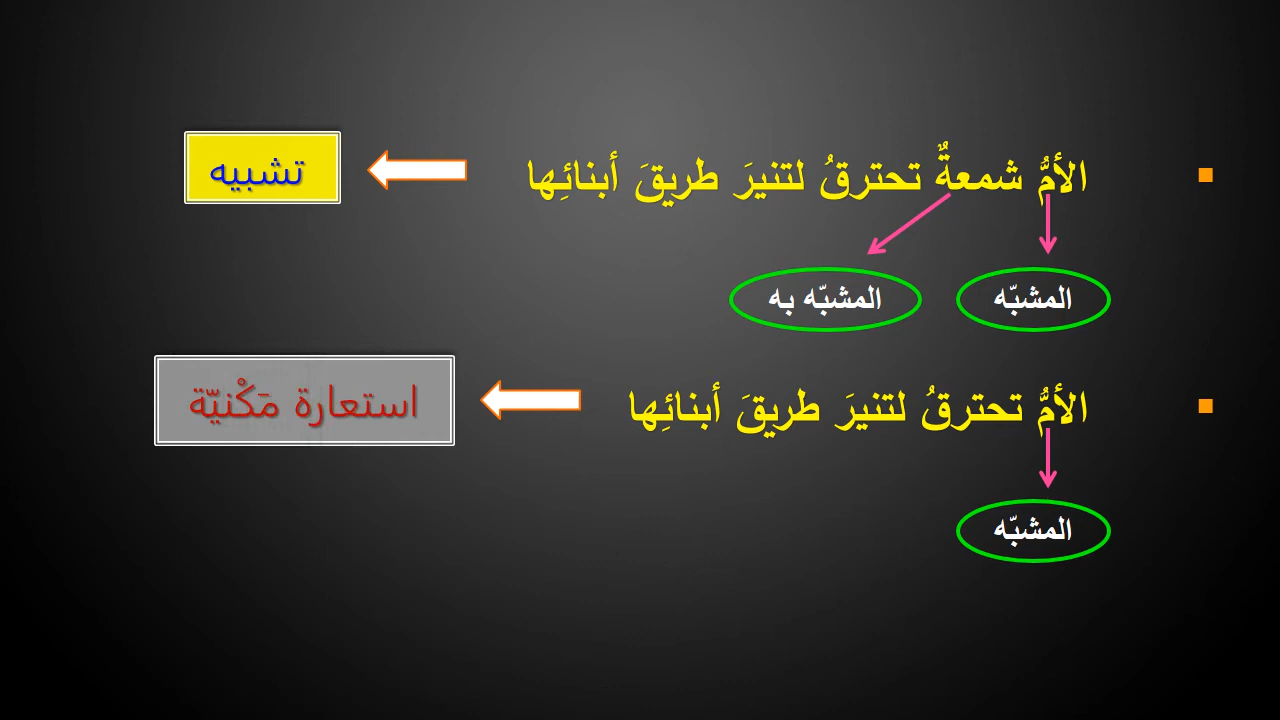 الأمُّ شمعةٌ تحترقُ لتنيرَ طريقَ أبنائِها
تشبيه
المشبّه
المشبّه به
الأمُّ تحترقُ لتنيرَ طريقَ أبنائِها
استعارة مَكْنيّة
المشبّه